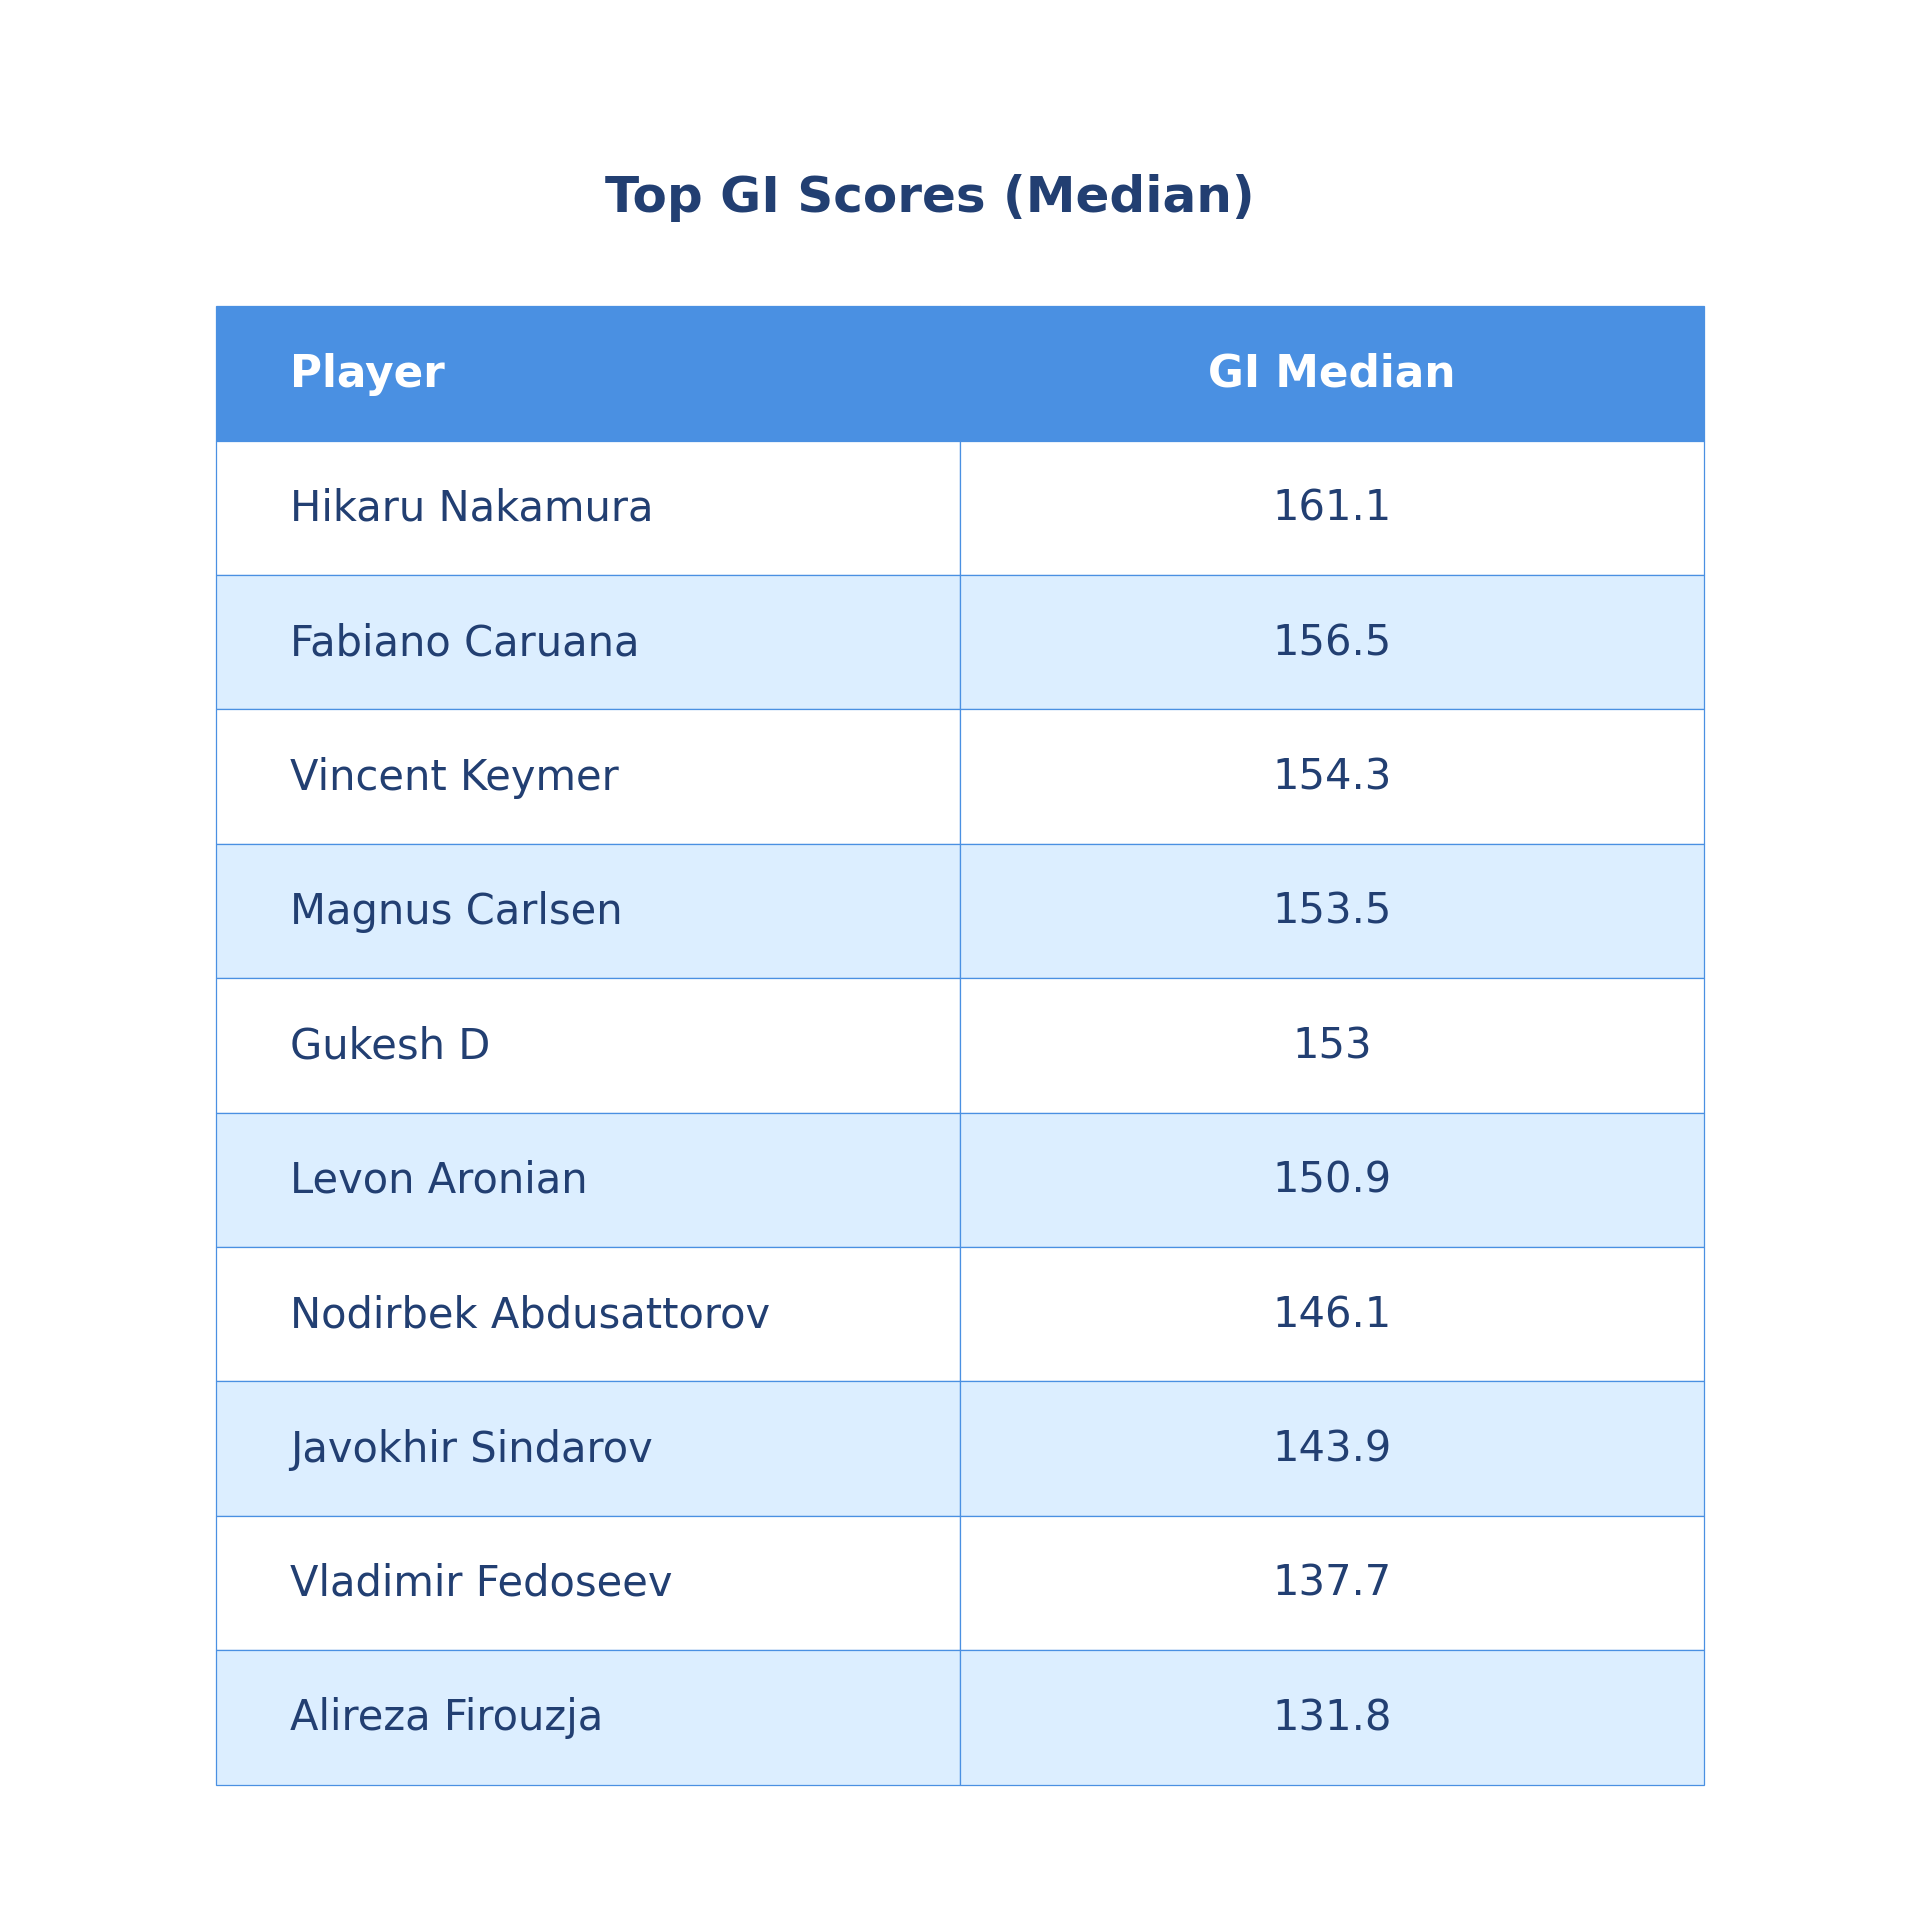 Top GI Scores (Median)
Player GI Median
Hikaru Nakamura 161.1
Fabiano Caruana 156.5
Vincent Keymer 154.3
Magnus Carlsen 153.5
Gukesh D 153
Levon Aronian 150.9
Nodirbek Abdusattorov 146.1
Javokhir Sindarov 143.9
Vladimir Fedoseev 137.7
Alireza Firouzja 131.8